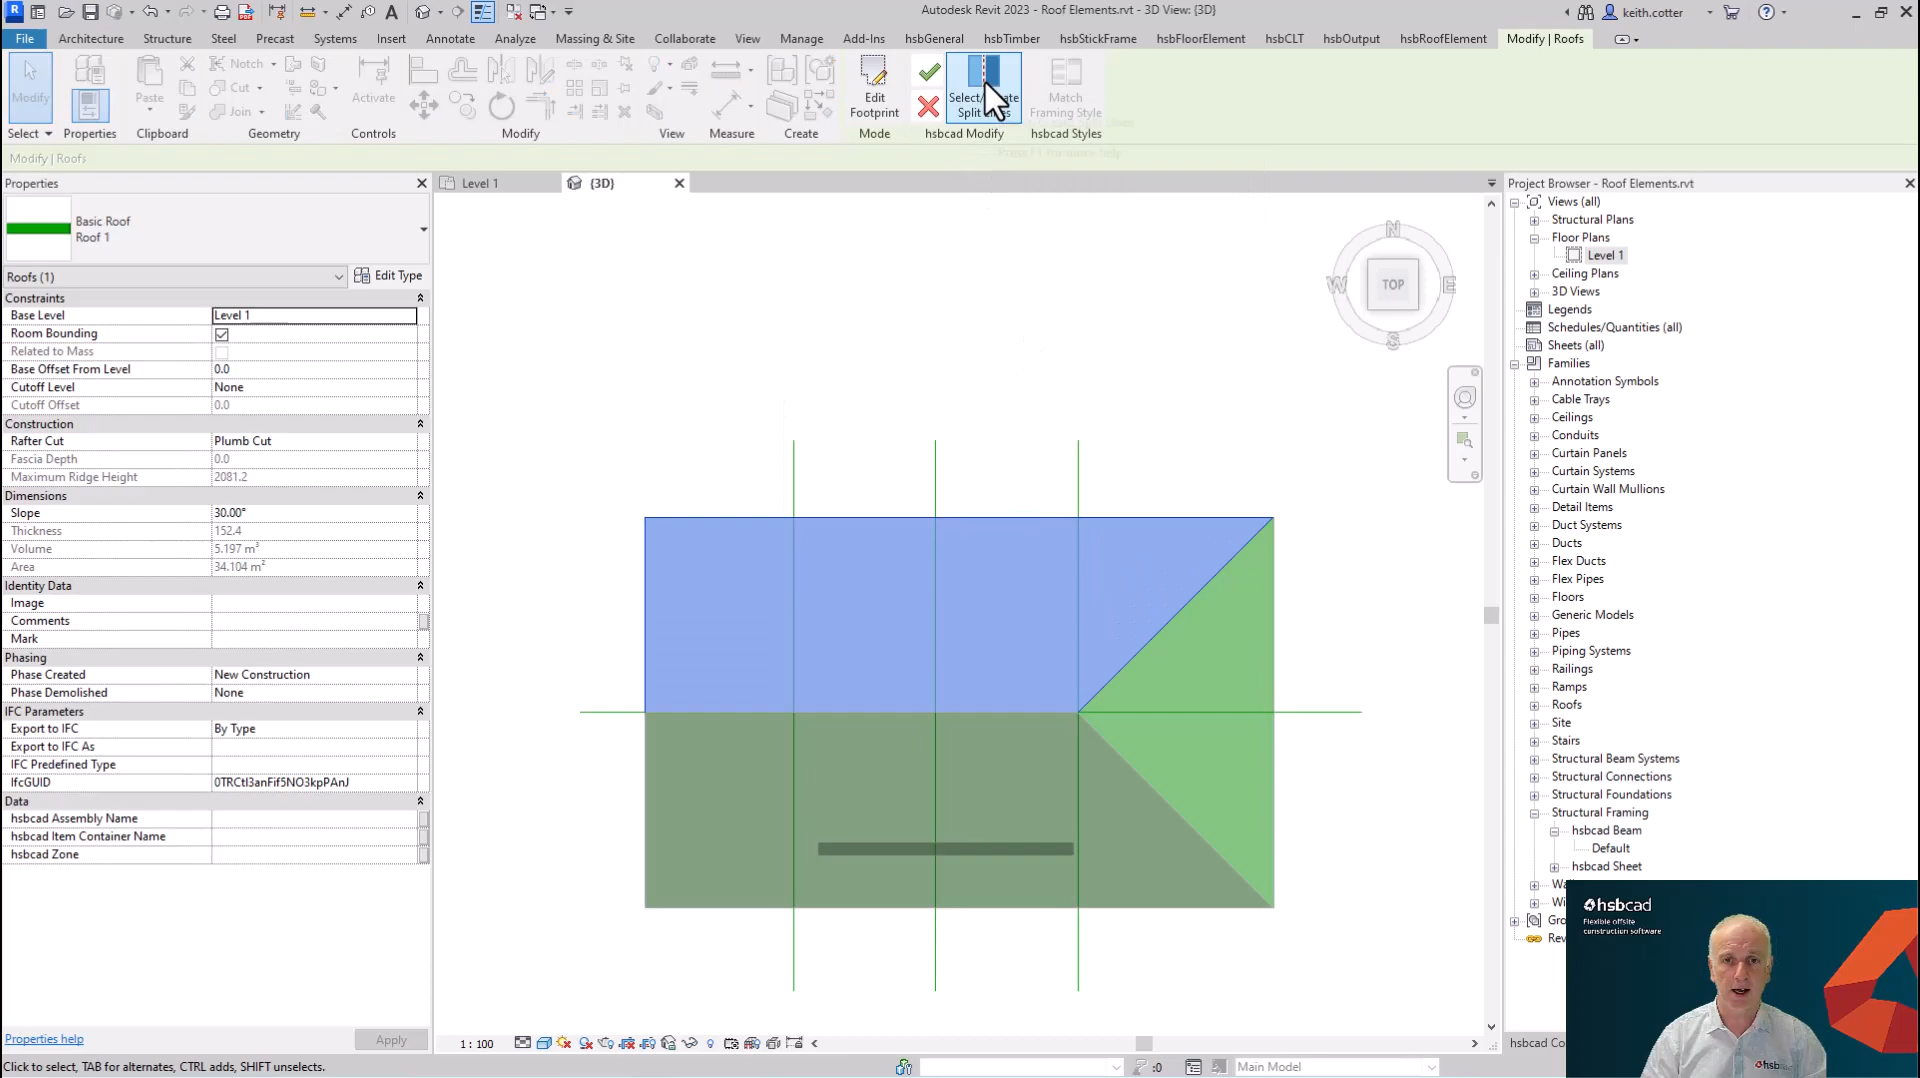 Autodesk Revit 2023 - Roof Elements.rvt - 3D View: {3D}
keith.cotter
File Architecture Structure Steel Precast Systems Insert Annotate Analyze Massing & Site Collaborate View Manage Add-Ins hsbGeneral hsbTimber hsbStickFrame hsbFloorElement hsbCLT hsbOutput hsbRoofElement Modify | Roofs
Modify
Paste
Notch
Cut
Join
Activate
Edit
Footprint
Split
Match
Framing Style
Select Properties Clipboard Geometry Controls Modify View Measure Create Mode hsbcad Modify hsbcad Styles
Modify | Roofs
Properties
Basic Roof
Roof 1
Roofs (1) Edit Type
Constraints
Base Level Level 1
Room Bounding
Related to Mass
Base Offset From Level 0.0
Cutoff Level None
Cutoff Offset 0.0
Construction
Rafter Cut Plumb Cut
Fascia Depth 0.0
Maximum Ridge Height 2081.2
Dimensions
Slope 30.00°
Thickness 152.4
Volume 5.197 m³
Area 34.104 m²
Identity Data
Image
Comments
Mark
Phasing
Phase Created New Construction
Phase Demolished None
IFC Parameters
Export to IFC By Type
Export to IFC As
IFC Predefined Type
IfcGUID 0TRCtI3anFif5NO3kpPAnJ
Data
hsbcad Assembly Name
hsbcad Item Container Name
hsbcad Zone
Properties help Apply
Level 1 {3D}
N
W TOP E
S
1 : 100
Project Browser - Roof Elements.rvt
Views (all)
Structural Plans
Floor Plans
Level 1
Ceiling Plans
3D Views
Legends
Schedules/Quantities (all)
Sheets (all)
Families
Annotation Symbols
Cable Trays
Ceilings
Conduits
Curtain Panels
Curtain Systems
Curtain Wall Mullions
Detail Items
Duct Systems
Ducts
Flex Ducts
Flex Pipes
Floors
Generic Models
Pipes
Piping Systems
Railings
Ramps
Roofs
Site
Stairs
Structural Beam Systems
Structural Connections
Structural Foundations
Structural Framing
hsbcad Beam
Default
hsbcad Sheet
hsbcad
Flexible offsite
construction software
hsbcad
Click to select, TAB for alternates, CTRL adds, SHIFT unselects.
:0
Main Model